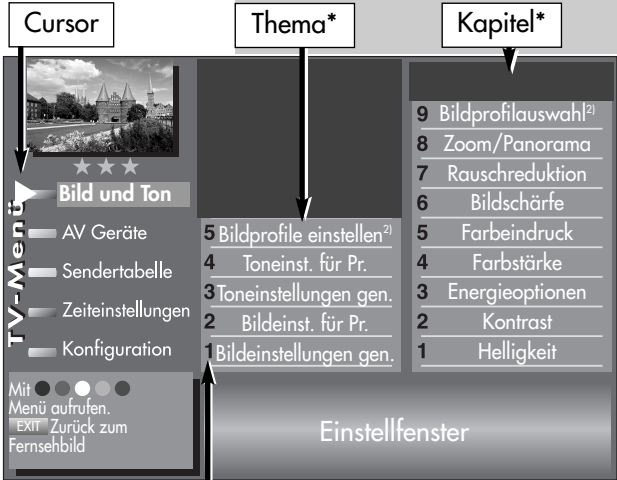 Cursor
Thema*
Kapitel*
TV-Menü
Bild und Ton
AV Geräte
Sendertabelle
Zeiteinstellungen
Konfiguration
Mit
Menü aufrufen.
EXIT Zurück zum
Fernsehbild
5 Bildprofile einstellen²⁾
4 Toneinst. für Pr.
3 Toneinstellungen gen.
2 Bildeinst. für Pr.
1 Bildeinstellungen gen.
9 Bildprofilauswahl²⁾
8 Zoom/Panorama
7 Rauschreduktion
6 Bildschärfe
5 Farbeindruck
4 Farbstärke
3 Energieoptionen
2 Kontrast
1 Helligkeit
Einstellfenster